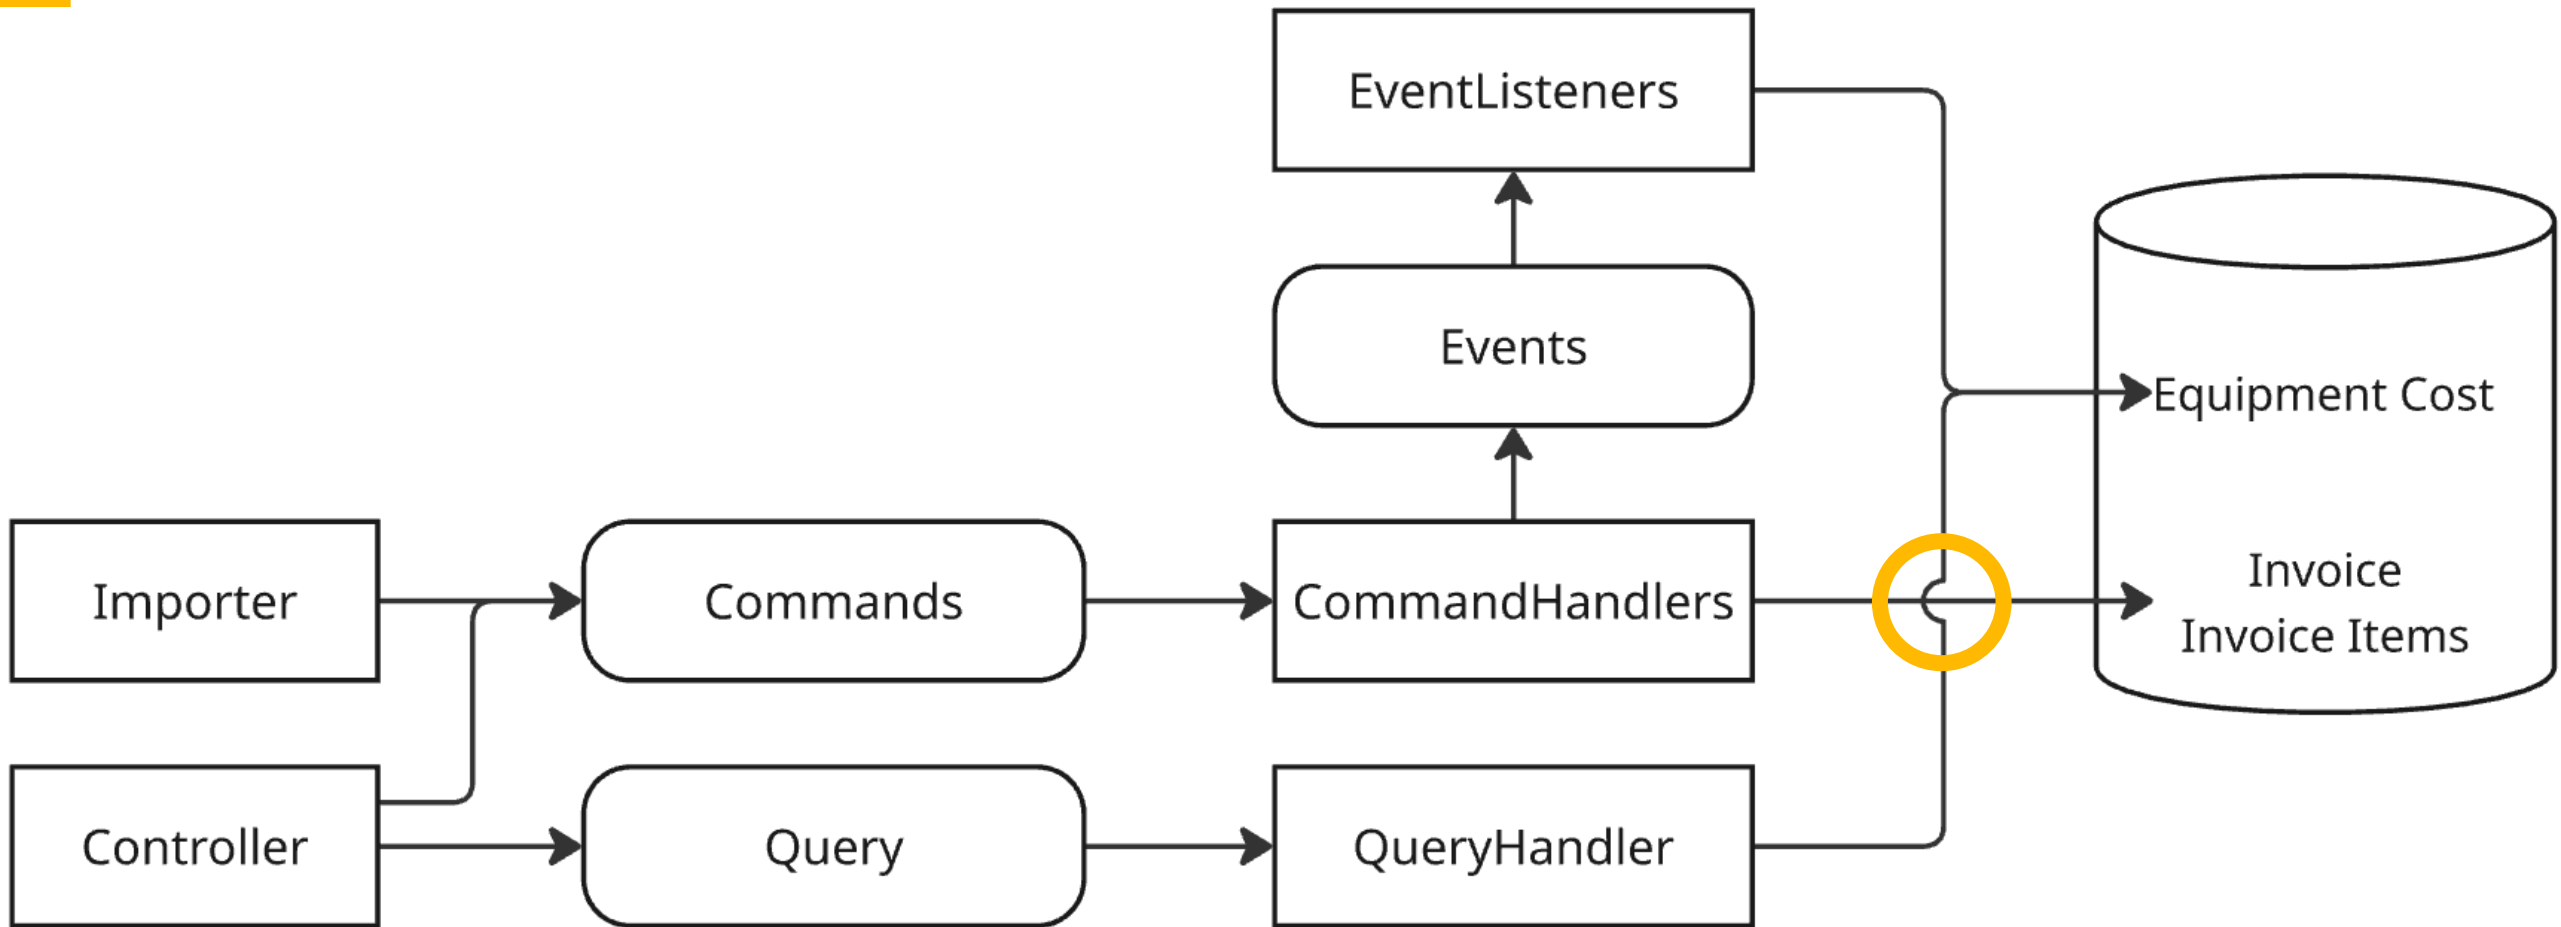 EventListeners
Events
Equipment Cost
Importer
Commands
CommandHandlers
Invoice
Invoice Items
Controller
Query
QueryHandler